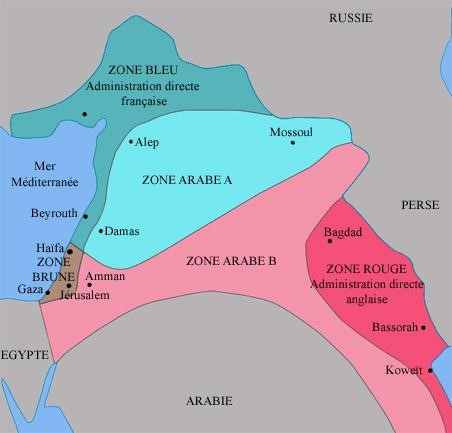 RUSSIE
ZONE BLEU
Administration directe
française
Alep
Mossoul
Mer
Méditerranée
ZONE ARABE A
PERSE
Beyrouth
Damas
Bagdad
Haïfa
ZONE
BRUNE
ZONE ARABE B
ZONE ROUGE
Administration directe
anglaise
Amman
Gaza
Jérusalem
Bassorah
EGYPTE
Koweït
ARABIE